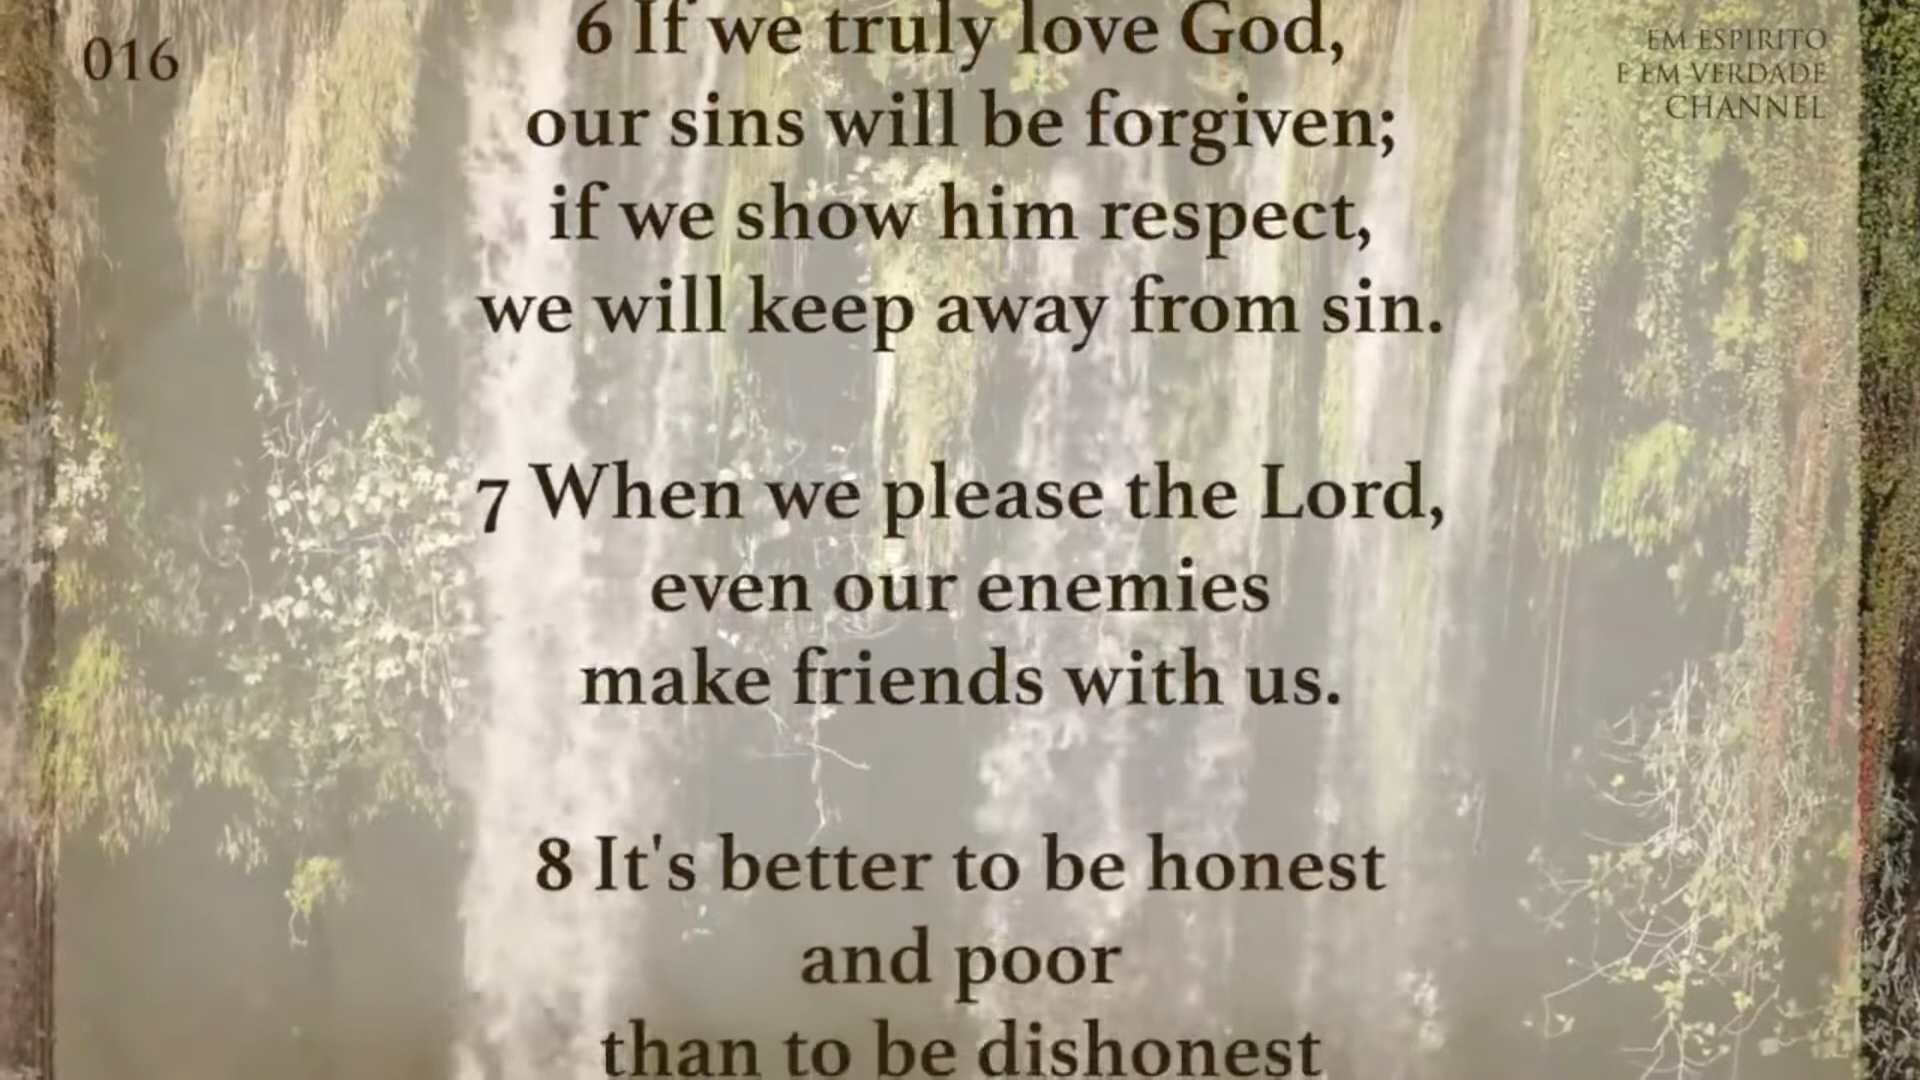 016
EM ESPIRITO
E EM VERDADE
CHANNEL
6 If we truly love God,
our sins will be forgiven;
if we show him respect,
we will keep away from sin.
7 When we please the Lord,
even our enemies
make friends with us.
8 It's better to be honest
and poor
than to be dishonest